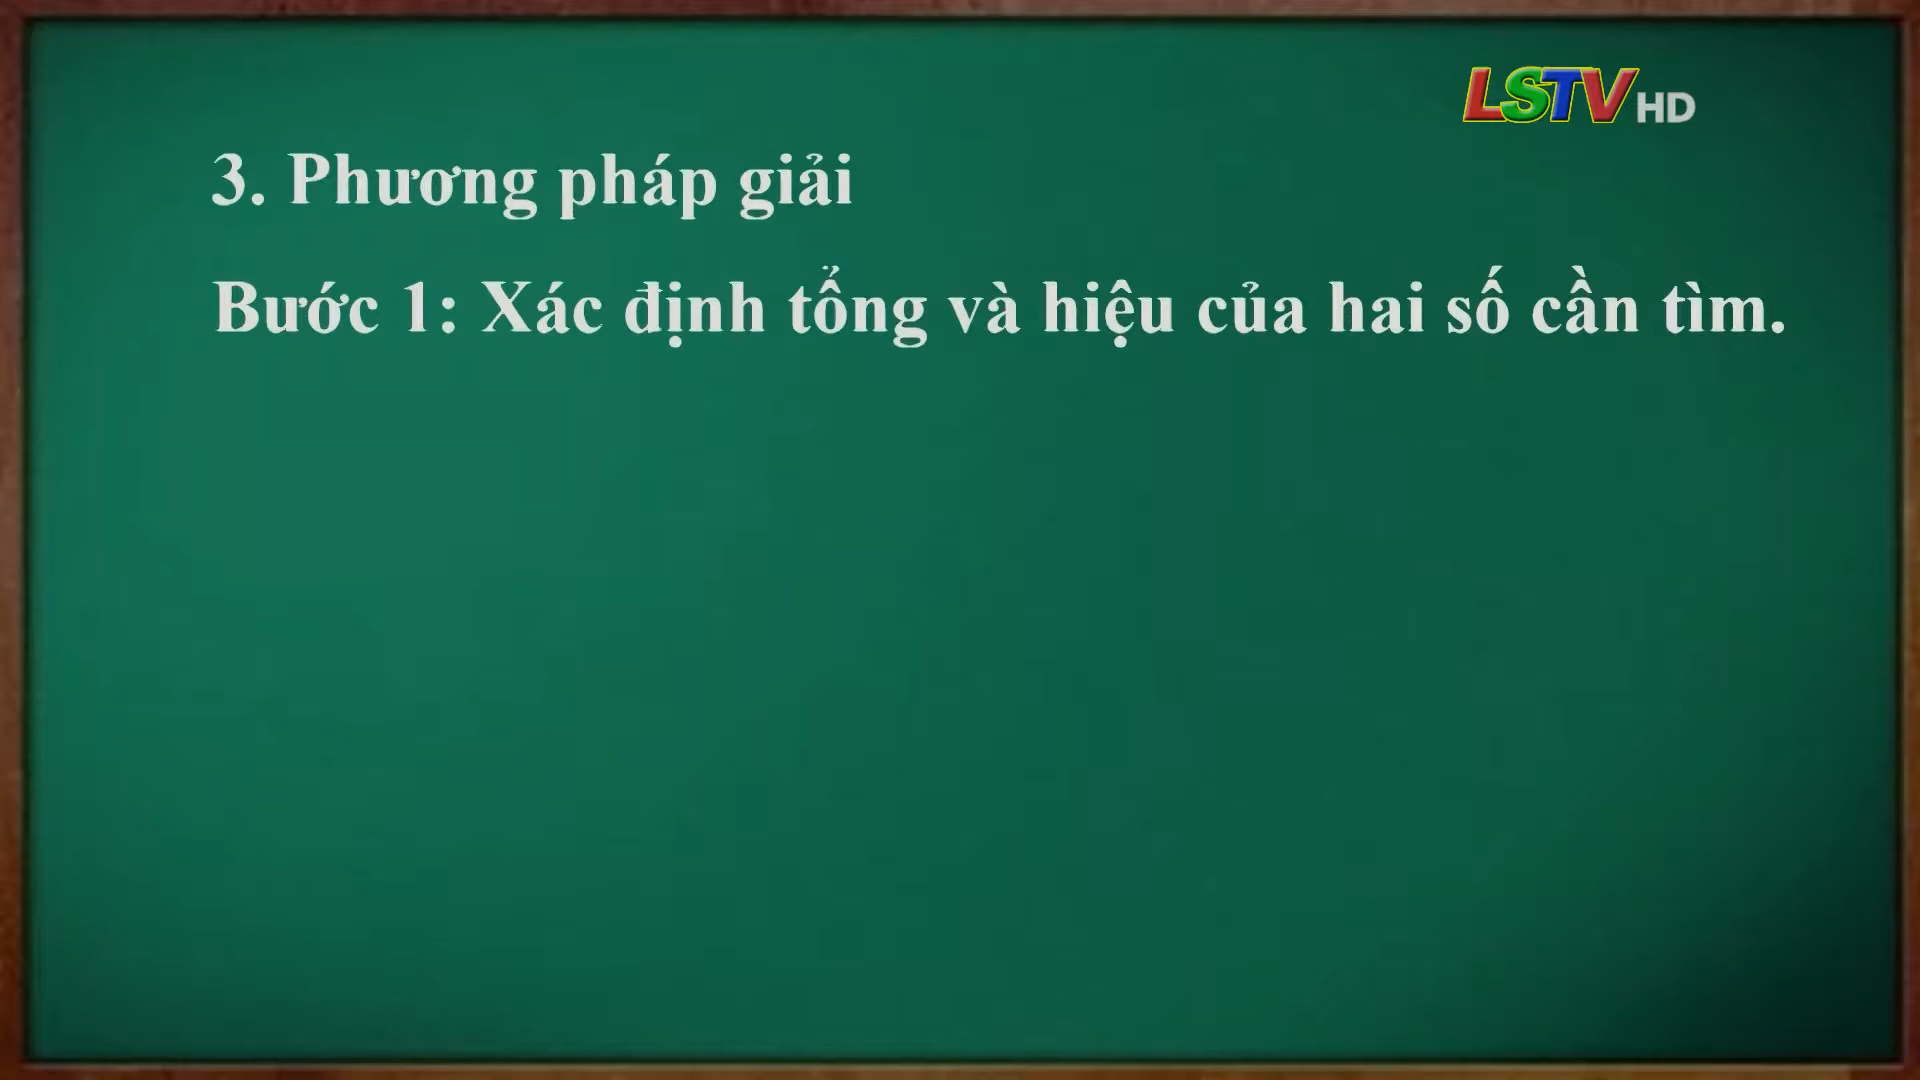 LSTV HD
3. Phương pháp giải
Bước 1: Xác định tổng và hiệu của hai số cần tìm.